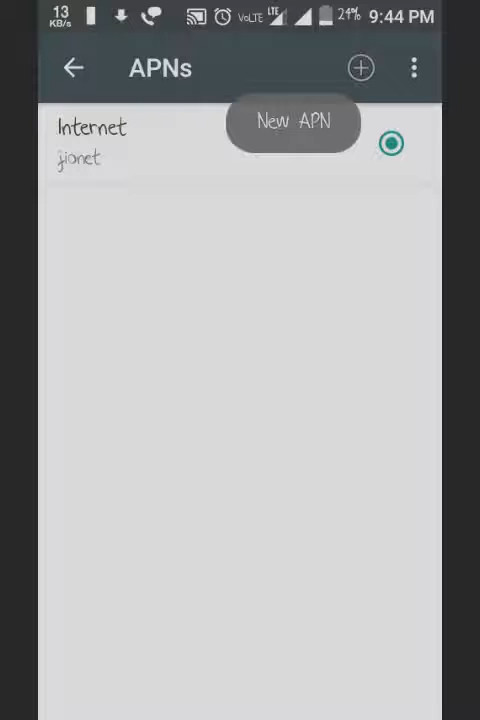 13
KB/s
VoLTE
LTE
24%
9:44 PM
APNs
New APN
Internet
jionet